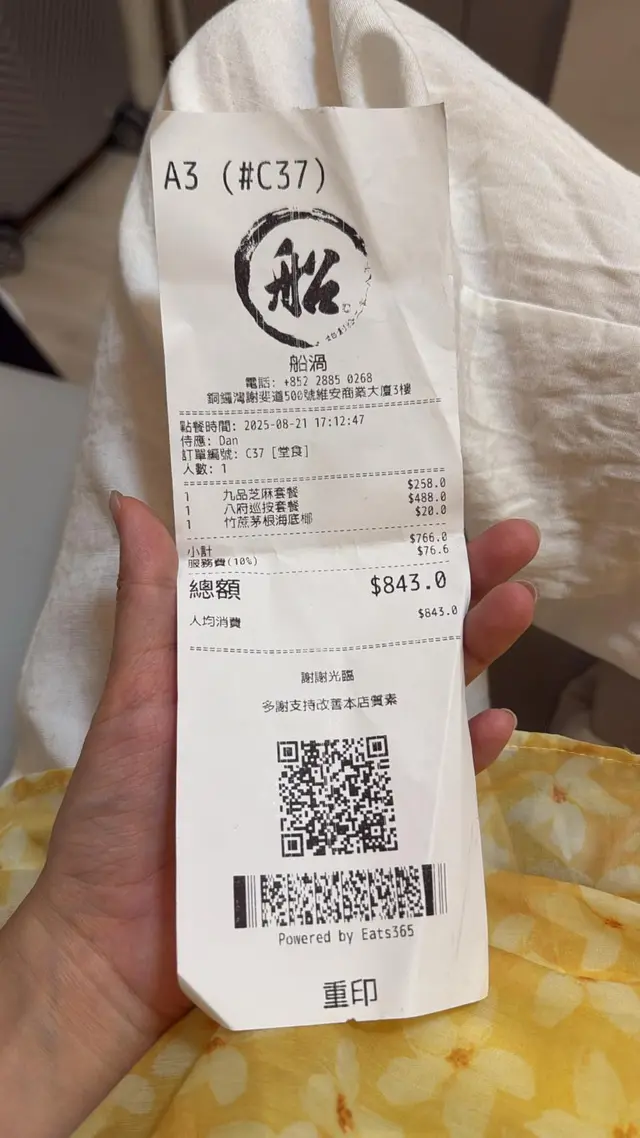 A3 (#C37)
船
船渦
電話: +852 2885 0268
銅鑼灣謝斐道500號維安商業大廈3樓
點餐時間: 2025-08-21 17:12:47
侍應: Dan
訂單編號: C37 [堂食]
人數: 1
1 九品芝麻套餐 $258.0
1 八府巡按套餐 $488.0
1 竹蔗茅根海底椰 $20.0
小計 $766.0
服務費(10%) $76.6
總額 $843.0
人均消費 $843.0
謝謝光臨
多謝支持改善本店質素
Powered by Eats365
重印